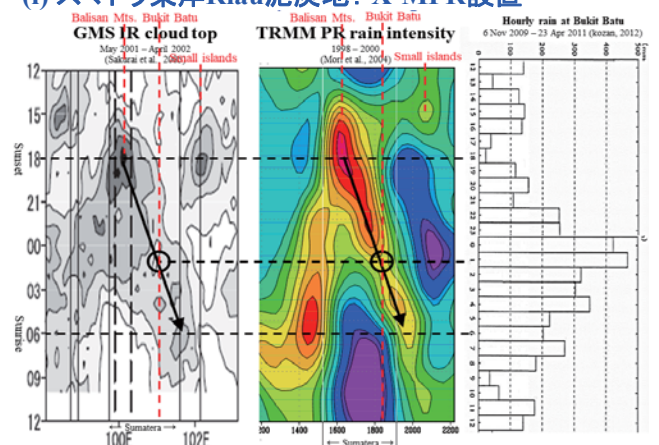 (I) スマトラ東岸Riau泥炭地: X-MPR設置
Balisan Mts. Bukit Batu
GMS IR cloud top
May 2001 – April 2002
Small islands
12
15
18
21
00
03
06
09
12
Sunset
Sunrise
Sumatera
100E
102E
Balisan Mts. Bukit Batu
TRMM PR rain intensity
1998 – 2000
(Mori et al., 2004)
Small islands
1200 1400 1600 1800 2000 2200
Sumatera
Hourly rain at Bukit Batu
6 Nov 2009 – 23 Apr 2011 (kozan, 2012)
0 100 200 300 400 500
12
13
14
15
16
17
18
19
20
21
22
23
0
1
2
3
4
5
6
7
8
9
10
11
12